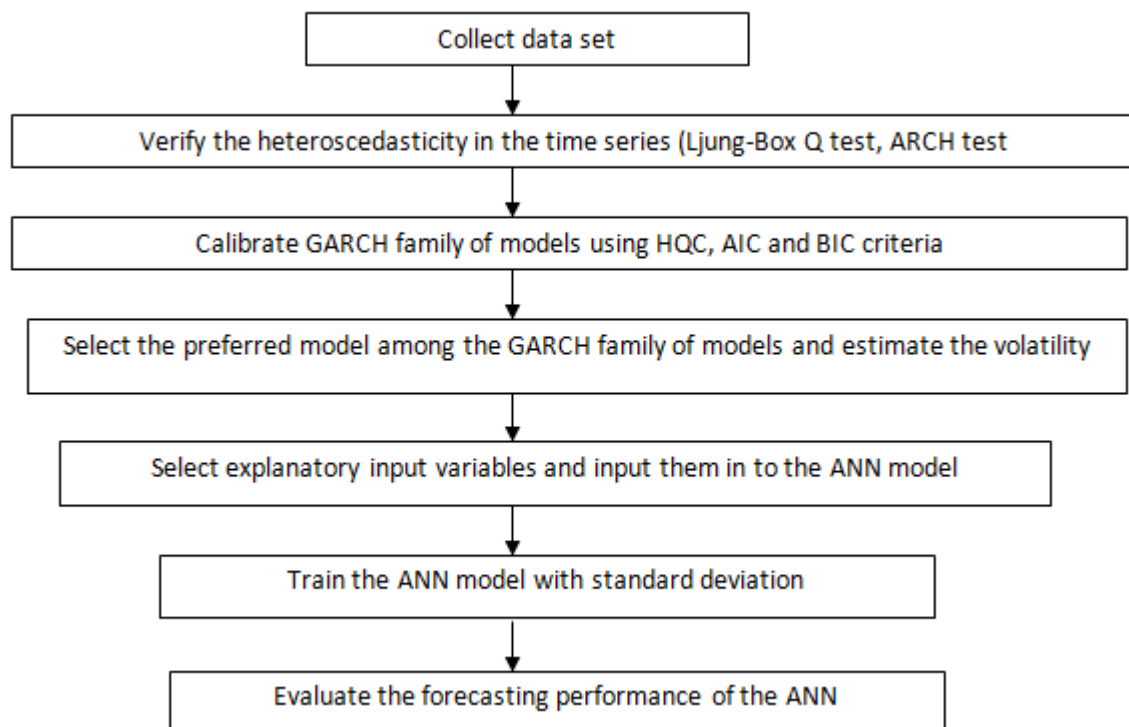 Collect data set
Verify the heteroscedasticity in the time series (Ljung-Box Q test, ARCH test
Calibrate GARCH family of models using HQC, AIC and BIC criteria
Select the preferred model among the GARCH family of models and estimate the volatility
Select explanatory input variables and input them in to the ANN model
Train the ANN model with standard deviation
Evaluate the forecasting performance of the ANN